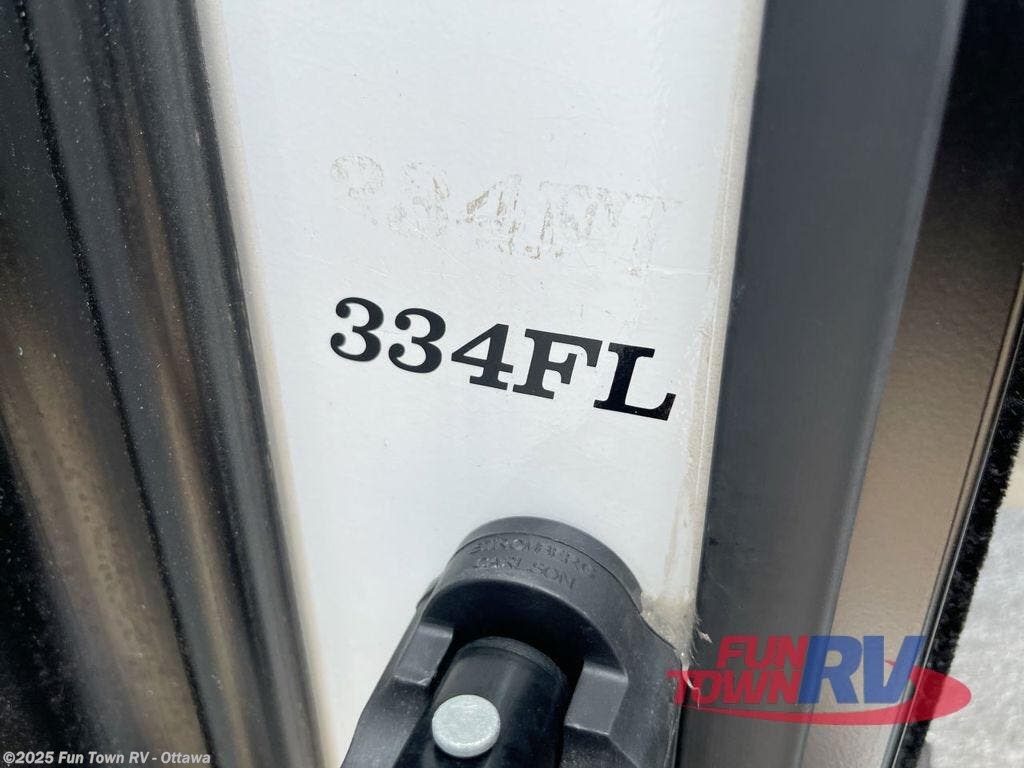 334FL
STROMBERG
CARLSON
FUN
TOWN RV
©2025 Fun Town RV - Ottawa